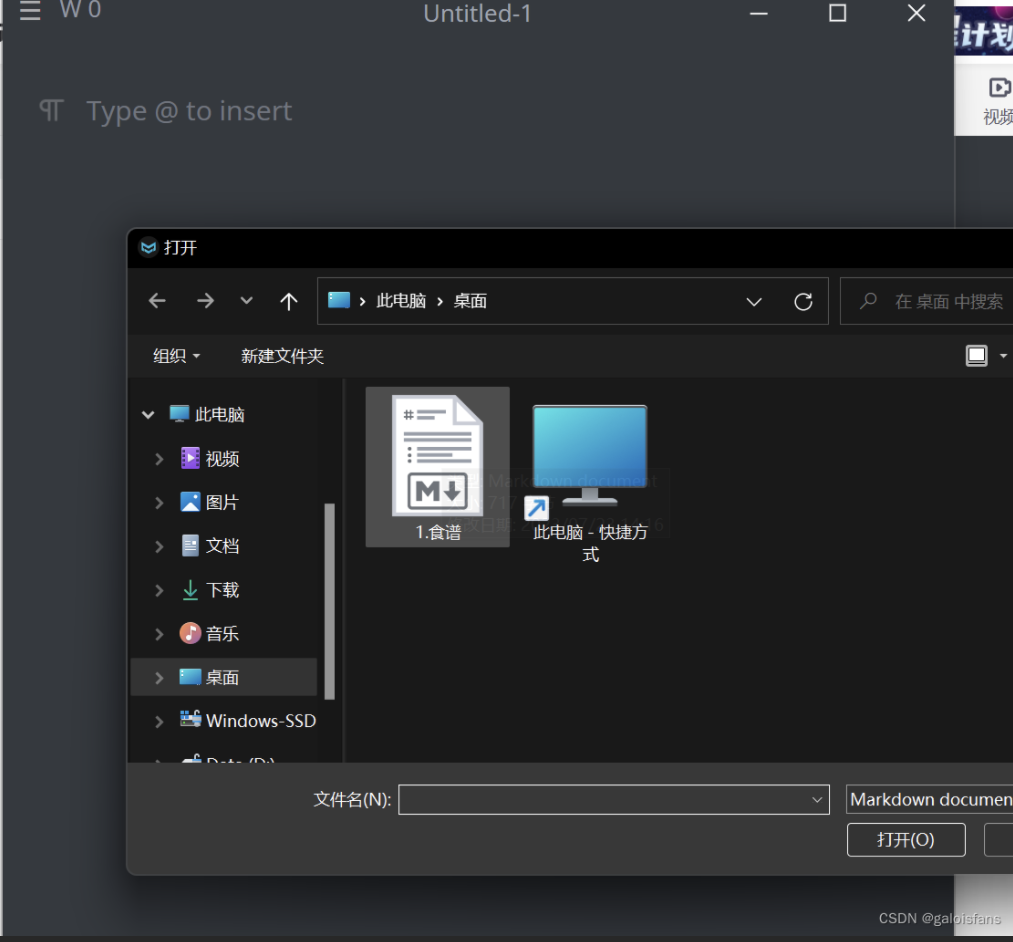 W 0
Untitled-1
计划
视频
Type @ to insert
打开
此电脑 › 桌面
在 桌面 中搜索
组织
新建文件夹
此电脑
视频
图片
文档
下载
音乐
桌面
Windows-SSD
Data (D:)
#
M
Markdown document
1.食谱
此电脑 - 快捷方
式
文件名(N):
Markdown documen
打开(O)
CSDN @galoisfans